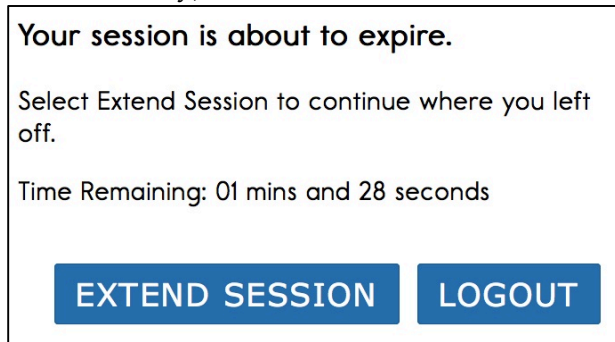 Your session is about to expire.
Select Extend Session to continue where you left
off.
Time Remaining: 01 mins and 28 seconds
EXTEND SESSION
LOGOUT